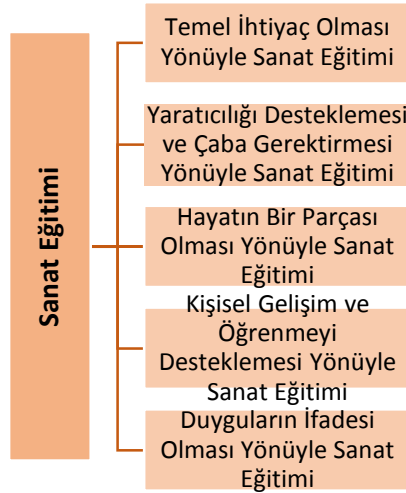 Sanat Eğitimi
Temel İhtiyaç Olması
Yönüyle Sanat Eğitimi
Yaratıcılığı Desteklemesi
ve Çaba Gerektirmesi
Yönüyle Sanat Eğitimi
Hayatın Bir Parçası
Olması Yönüyle Sanat
Eğitimi
Kişisel Gelişim ve
Öğrenmeyi
Desteklemesi Yönüyle
Sanat Eğitimi
Duyguların İfadesi
Olması Yönüyle Sanat
Eğitimi